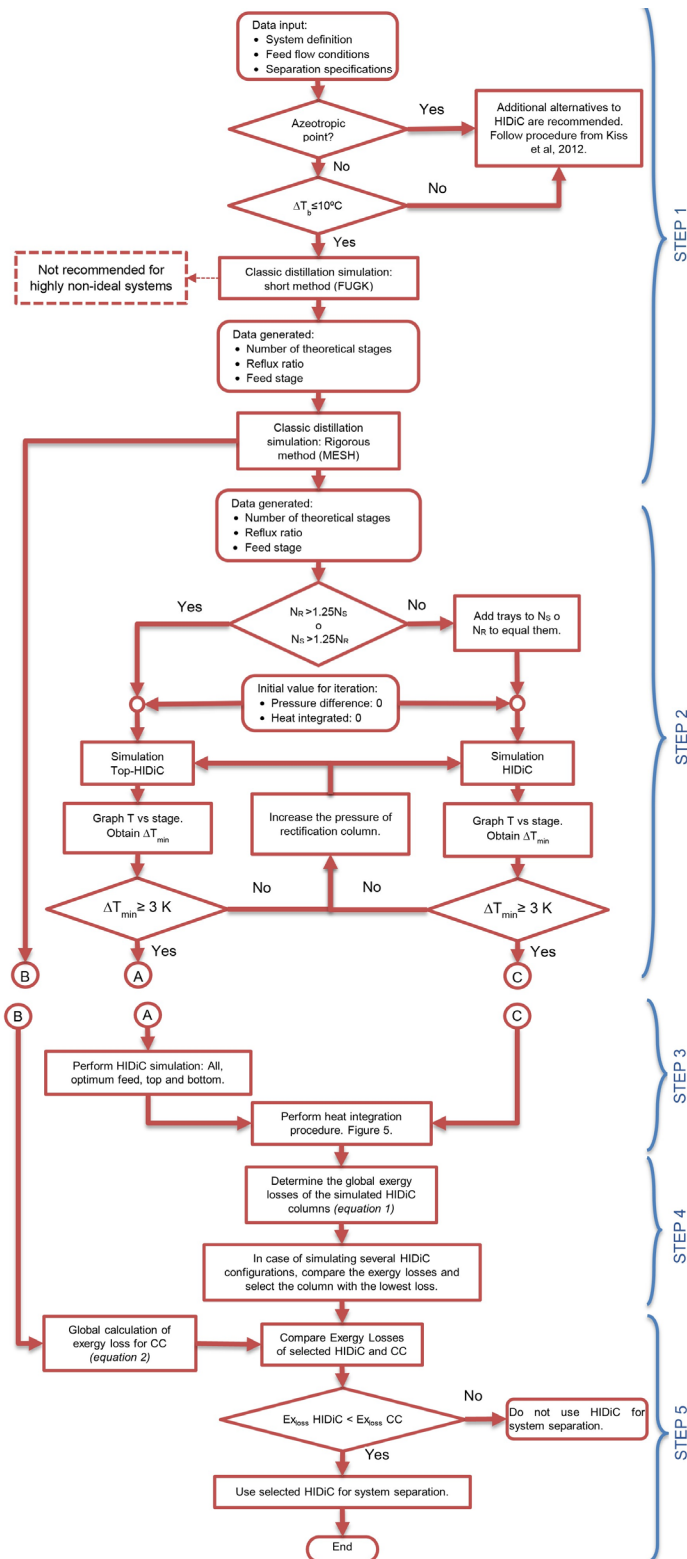 Data input:
• System definition
• Feed flow conditions
• Separation specifications
Azeotropic
point?
Yes
Additional alternatives to
HIDiC are recommended.
Follow procedure from Kiss
et al, 2012.
No
ΔTb≤10ºC
No
Yes
Not recommended for
highly non-ideal systems
Classic distillation simulation:
short method (FUGK)
Data generated:
• Number of theoretical stages
• Reflux ratio
• Feed stage
Classic distillation
simulation: Rigorous
method (MESH)
STEP 1
Data generated:
• Number of theoretical stages
• Reflux ratio
• Feed stage
Yes
NR>1.25NS
o
NS>1.25NR
No
Add trays to NS o
NR to equal them.
Initial value for iteration:
• Pressure difference: 0
• Heat integrated: 0
Simulation
Top-HIDiC
Simulation
HIDiC
Graph T vs stage.
Obtain ΔTmin
Increase the pressure of
rectification column.
Graph T vs stage.
Obtain ΔTmin
ΔTmin≥ 3 K
No
No
ΔTmin≥ 3 K
Yes
Yes
B
A
C
STEP 2
B
A
C
Perform HIDiC simulation: All,
optimum feed, top and bottom.
Perform heat integration
procedure. Figure 5.
STEP 3
Determine the global exergy
losses of the simulated HIDiC
columns (equation 1)
In case of simulating several HIDiC
configurations, compare the exergy losses and
select the column with the lowest loss.
STEP 4
Global calculation of
exergy loss for CC
(equation 2)
Compare Exergy Losses
of selected HIDiC and CC
Exloss HIDiC < Exloss CC
No
Do not use HIDiC for
system separation.
Yes
Use selected HIDiC for system separation.
End
STEP 5